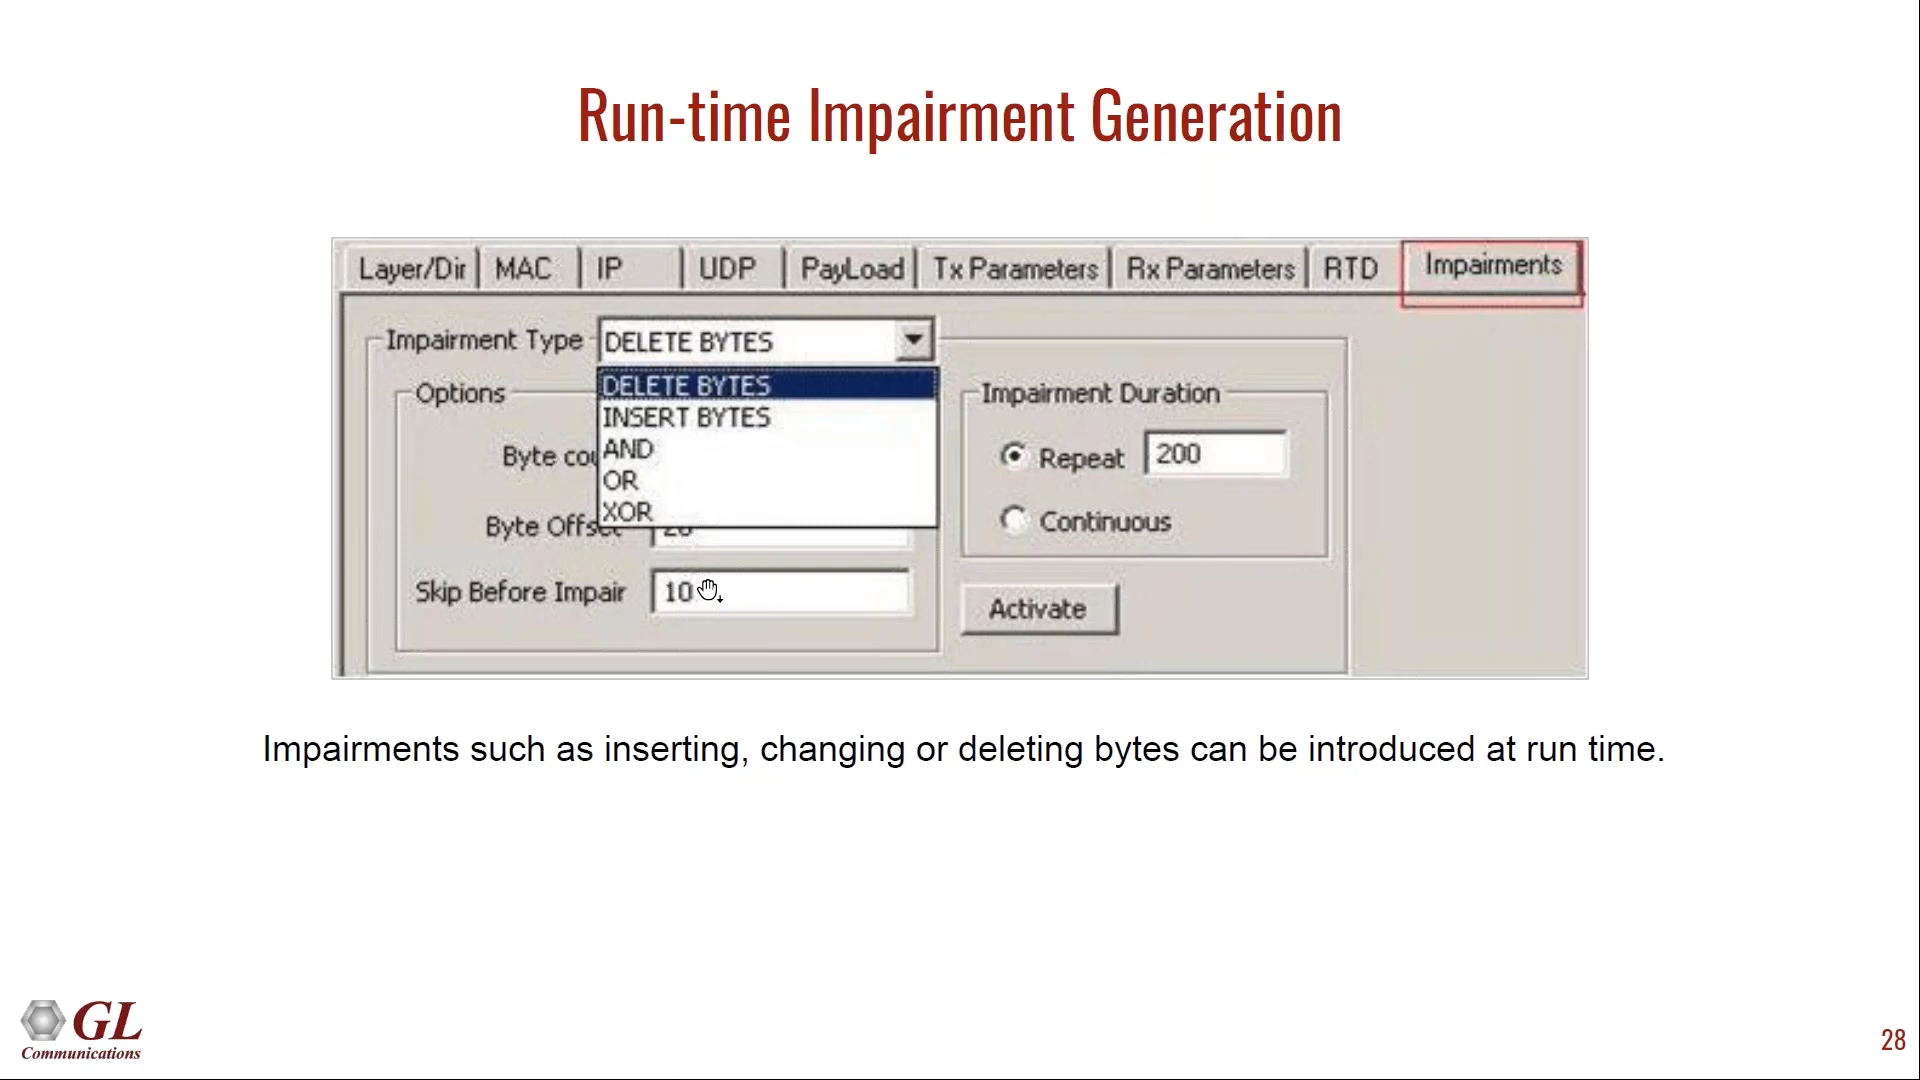 Run-time Impairment Generation
Layer/Dir MAC IP UDP PayLoad Tx Parameters Rx Parameters RTD Impairments
Impairment Type DELETE BYTES
Options
DELETE BYTES
INSERT BYTES
AND
OR
XOR
Byte
Byte
Skip Before Impair 10
Impairment Duration
Repeat 200
Continuous
Activate
Impairments such as inserting, changing or deleting bytes can be introduced at run time.
GL
Communications
28